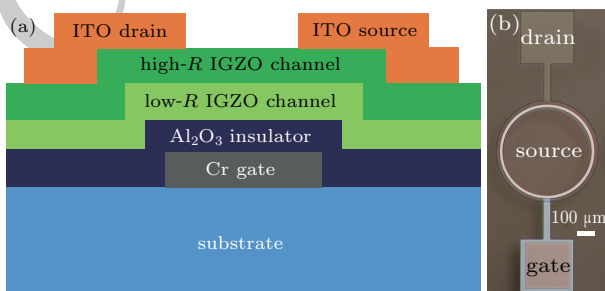 (a)
ITO drain
ITO source
high-R IGZO channel
low-R IGZO channel
Al₂O₃ insulator
Cr gate
substrate
(b)
drain
source
100 μm
gate